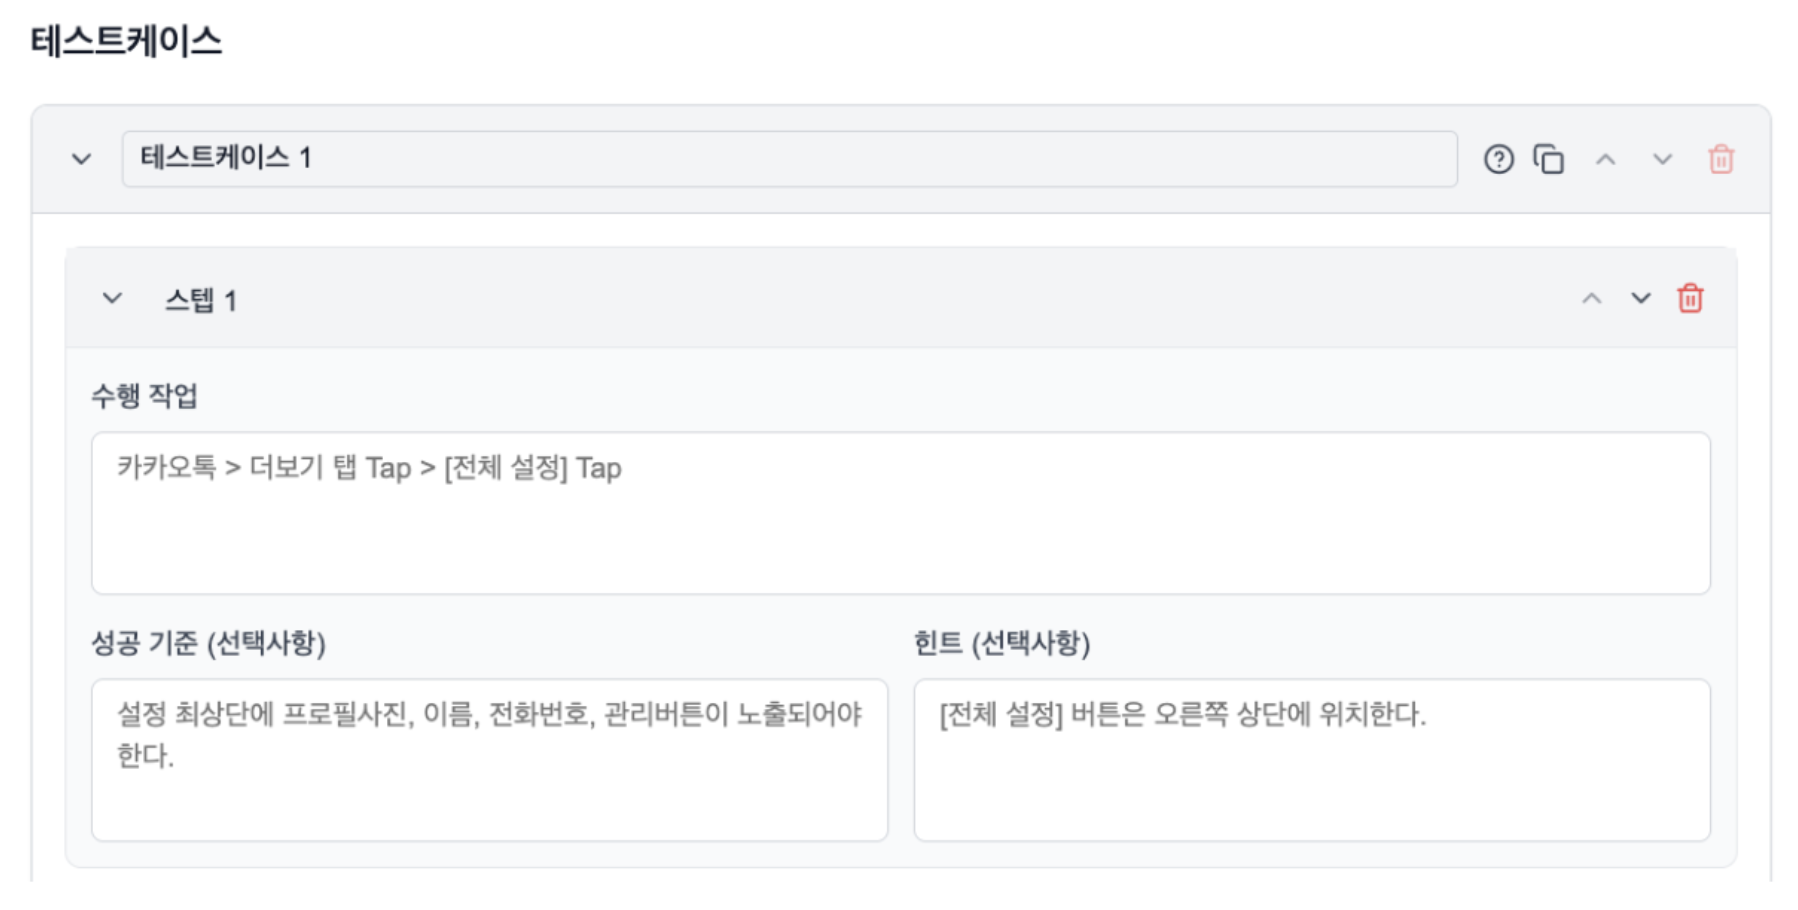 테스트케이스
테스트케이스 1
스텝 1
수행 작업
카카오톡 > 더보기 탭 Tap > [전체 설정] Tap
성공 기준 (선택사항)
설정 최상단에 프로필사진, 이름, 전화번호, 관리버튼이 노출되어야
한다.
힌트 (선택사항)
[전체 설정] 버튼은 오른쪽 상단에 위치한다.